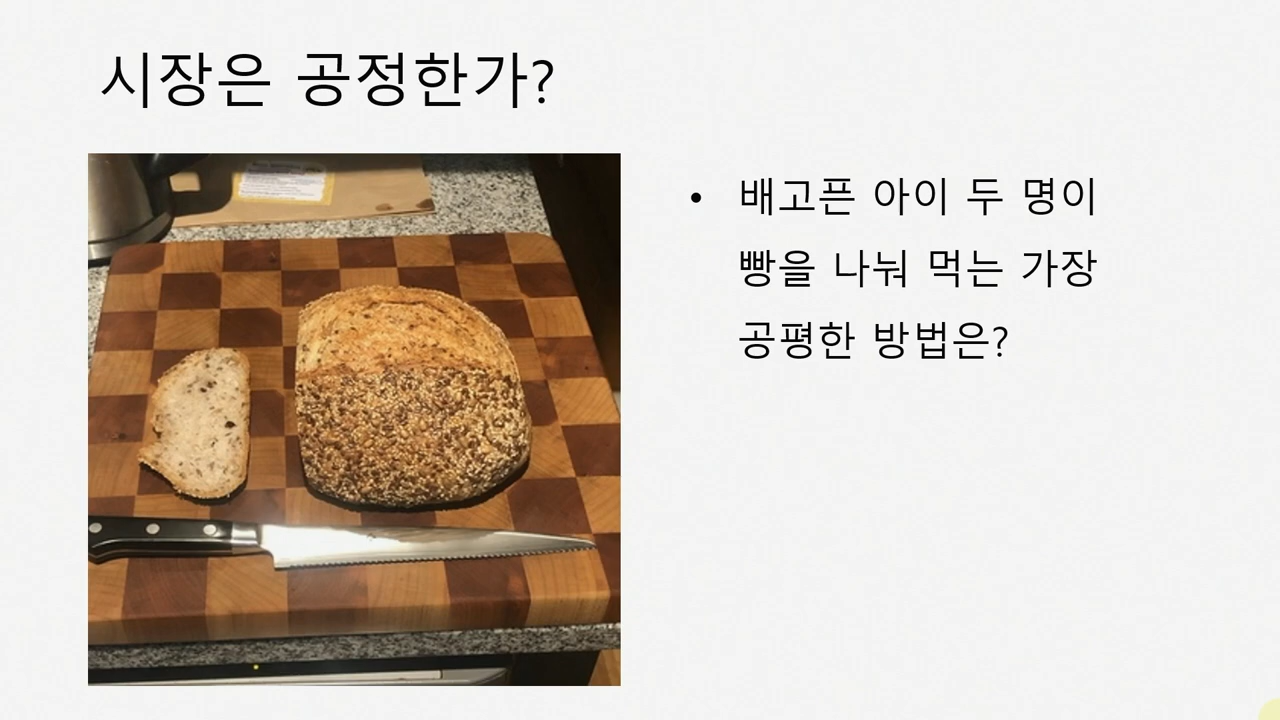 시장은 공정한가?
• 배고픈 아이 두 명이
빵을 나눠 먹는 가장
공평한 방법은?